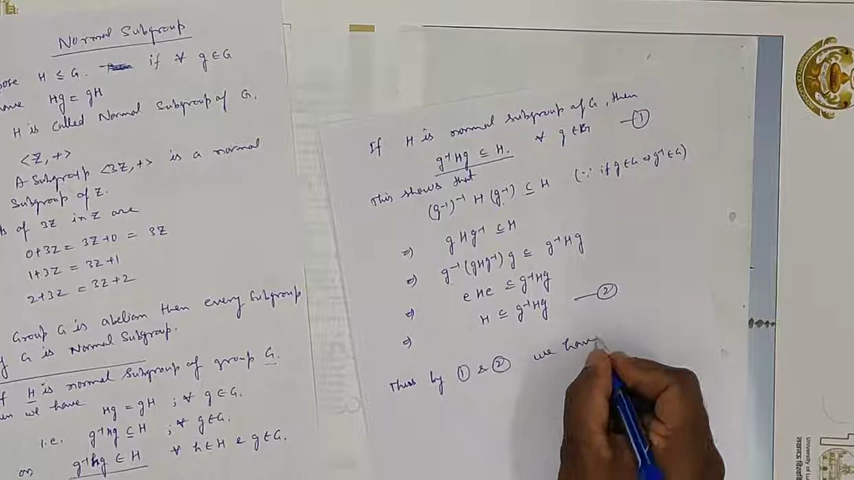 Normal Subgroup
pose H ≤ G. if ∀ g∈G
have Hg = gH
H is called Normal Subgroup of G.
<Z, +>
A Subgroup <3Z, +> is a normal
Subgroup of Z.
of 3Z in Z are
0+3Z = 3Z+0 = 3Z
1+3Z = 3Z+1
2+3Z = 3Z+2
Group G is abelian then every Subgroup
G is Normal Subgroup.
If H is normal Subgroup of group G.
we have Hg = gH ; ∀ g∈G.
i.e. g⁻¹Hg ⊆ H ; ∀ g∈G.
g⁻¹hg ∈ H ∀ h∈H & g∈G.
If H is normal subgroup of G, then
g⁻¹Hg ⊆ H. ∀ g∈G — ①
This shows that
(g⁻¹)⁻¹ H (g⁻¹) ⊆ H (∵ if g∈G ⇒ g⁻¹∈G)
⇒ gHg⁻¹ ⊆ H
⇒ g⁻¹(gHg⁻¹)g ⊆ g⁻¹Hg
⇒ eHe ⊆ g⁻¹Hg
⇒ H ⊆ g⁻¹Hg — ②
Thus by ① & ② we hav